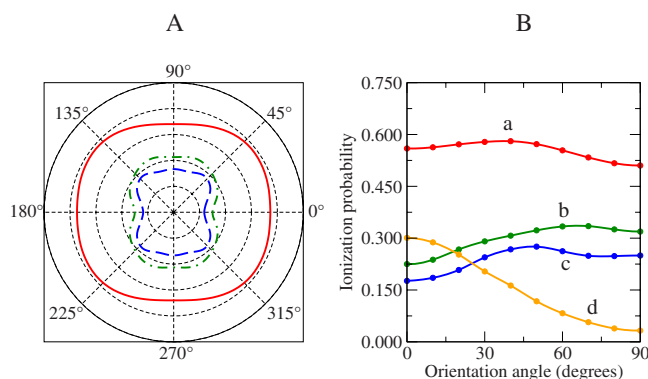 A
B
90°
135°
45°
180°
0°
225°
315°
270°
Ionization probability
0.750
0.600
0.450
0.300
0.150
0.000
a
b
c
d
0
30
60
90
Orientation angle (degrees)